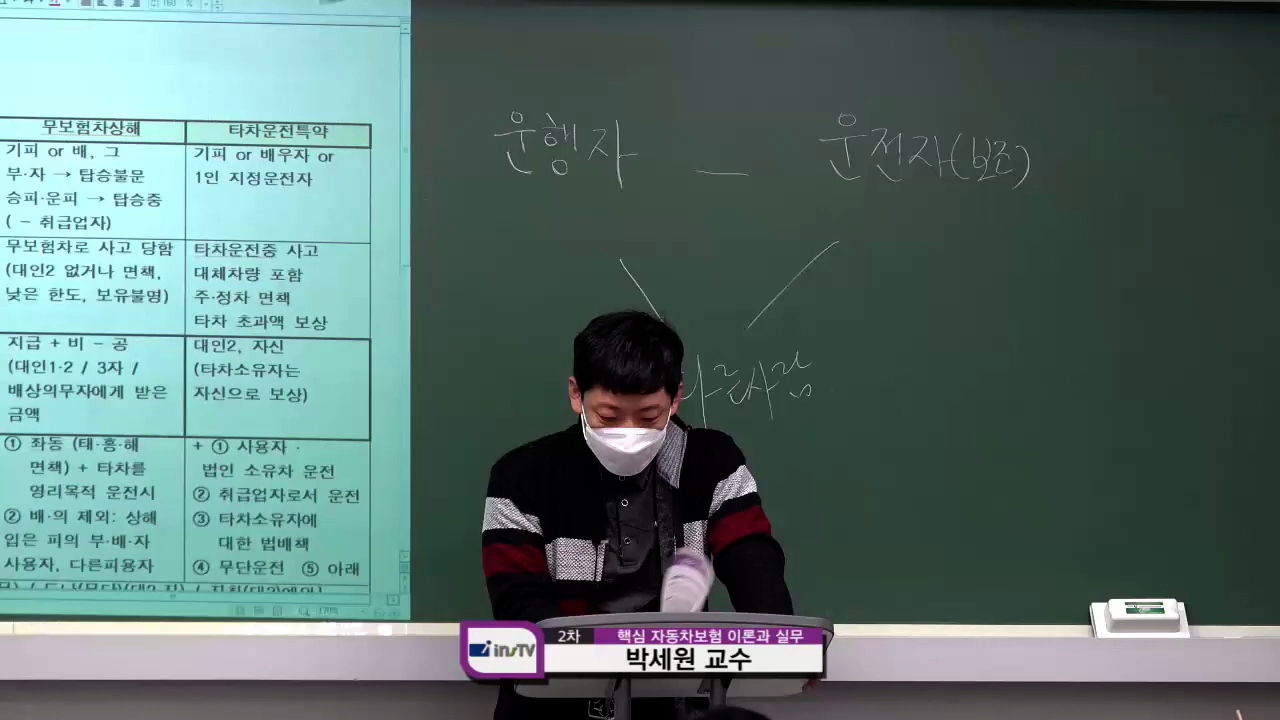 무보험차상해
기피 or 배, 그
부·자 → 탑승불문
승피·운피 → 탑승중
( - 취급업자)
무보험차로 사고 당함
(대인2 없거나 면책,
낮은 한도, 보유불명)
지급 + 비 - 공
(대인1·2 / 3자 /
배상의무자에게 받은
금액
① 좌동 (태·홍·해
면책) + 타차를
영리목적 운전시
② 배·의 제외: 상해
입은 피의 부·배·자
사용자, 다른피용자
타차운전특약
기피 or 배우자 or
1인 지정운전자
타차운전중 사고
대체차량 포함
주·정차 면책
타차 초과액 보상
대인2, 자신
(타차소유자는
자신으로 보상)
+ ① 사용자 ·
법인 소유차 운전
② 취급업자로서 운전
③ 타차소유자에
대한 법배책
④ 무단운전 ⑤ 아래
운행자 — 운전자(보조)
사람
insTV
2차 핵심 자동차보험 이론과 실무
박세원 교수